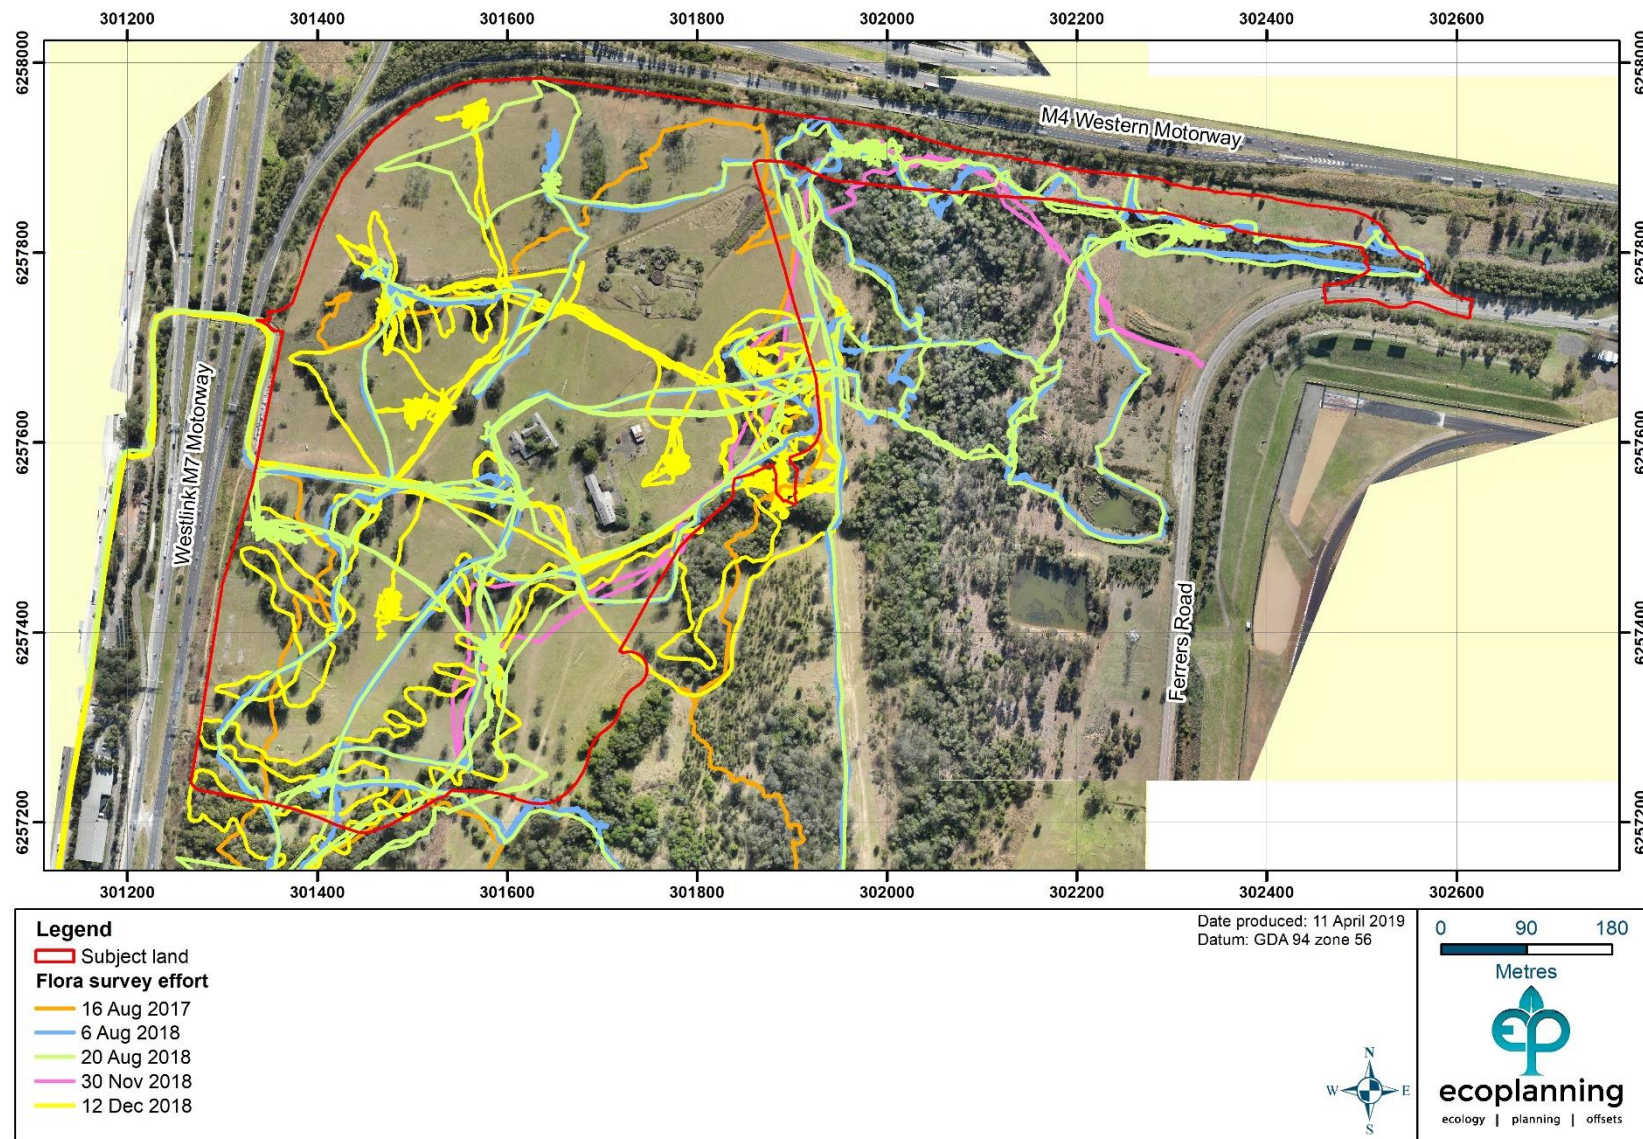 301200 301400 301600 301800 302000 302200 302400 302600
6258000 6258000
M4 Western Motorway
6257800 6257800
Westlink M7 Motorway
6257600 6257600
Ferrers Road
6257400 6257400
6257200 6257200
301200 301400 301600 301800 302000 302200 302400 302600
Legend
Subject land
Flora survey effort
16 Aug 2017
6 Aug 2018
20 Aug 2018
30 Nov 2018
12 Dec 2018
Date produced: 11 April 2019
Datum: GDA 94 zone 56
N
W E
S
0 90 180
Metres
ep
ecoplanning
ecology | planning | offsets